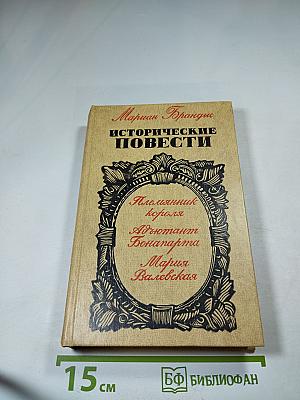 Мариан Брандыс
ИСТОРИЧЕСКИЕ
ПОВЕСТИ
Племянник
короля
Адъютант
Бонапарта
Мария
Валевская
15 см
БФ БИБЛИОФАН